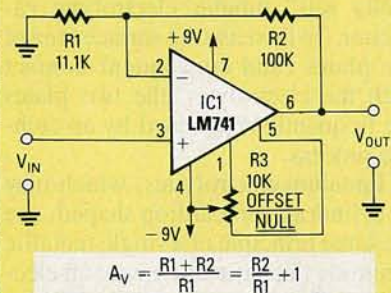 R1
11.1K
+9V
R2
100K
2
−
7
IC1
LM741
6
5
3
+
4
1
R3
10K
OFFSET
NULL
V_IN
V_OUT
−9V
A_V = (R1 + R2)/R1 = R2/R1 + 1